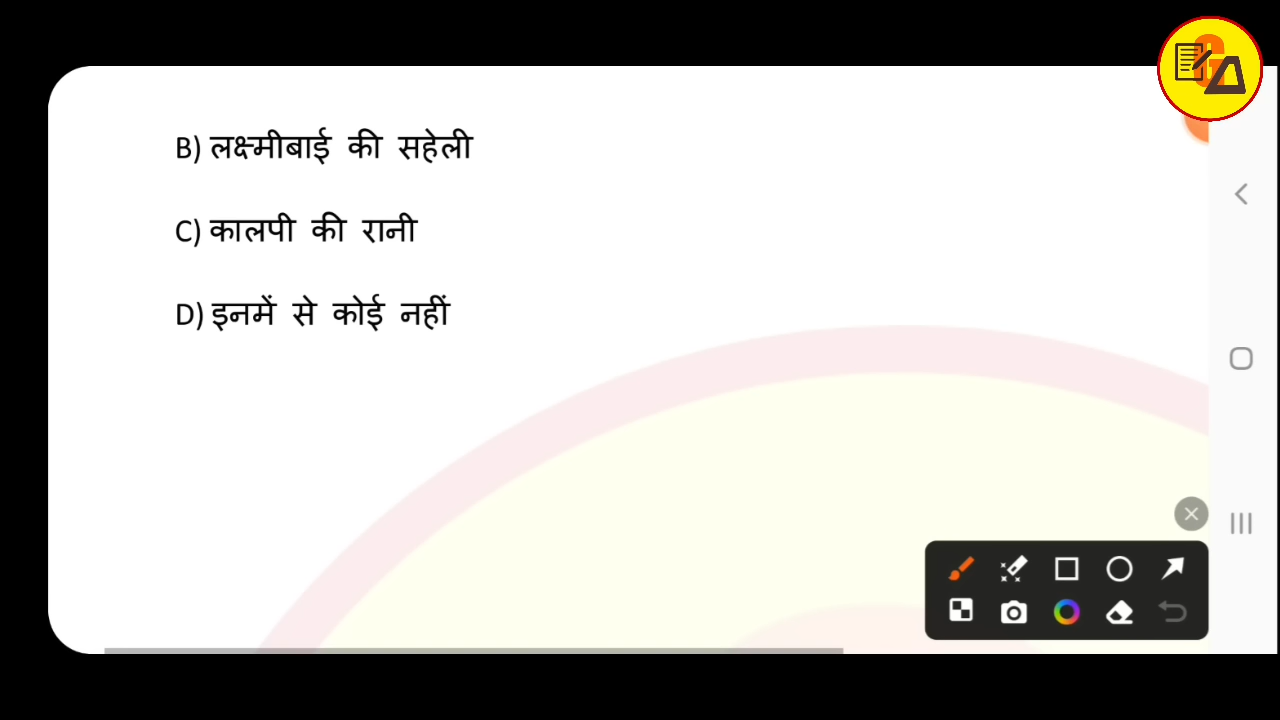 B) लक्ष्मीबाई की सहेली
C) कालपी की रानी
D) इनमें से कोई नहीं